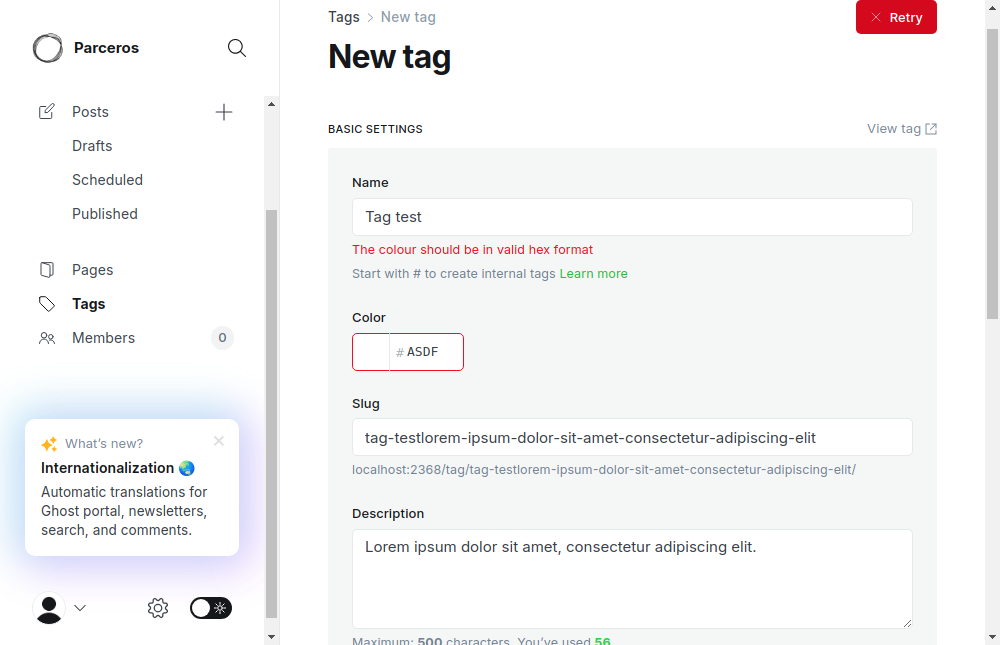 Parceros
Posts
Drafts
Scheduled
Published
Pages
Tags
Members
0
What's new?
Internationalization
Automatic translations for
Ghost portal, newsletters,
search, and comments.
Tags > New tag
Retry
New tag
BASIC SETTINGS
View tag
Name
Tag test
The colour should be in valid hex format
Start with # to create internal tags Learn more
Color
# ASDF
Slug
tag-testlorem-ipsum-dolor-sit-amet-consectetur-adipiscing-elit
localhost:2368/tag/tag-testlorem-ipsum-dolor-sit-amet-consectetur-adipiscing-elit/
Description
Lorem ipsum dolor sit amet, consectetur adipiscing elit.
Maximum: 500 characters. You've used 56